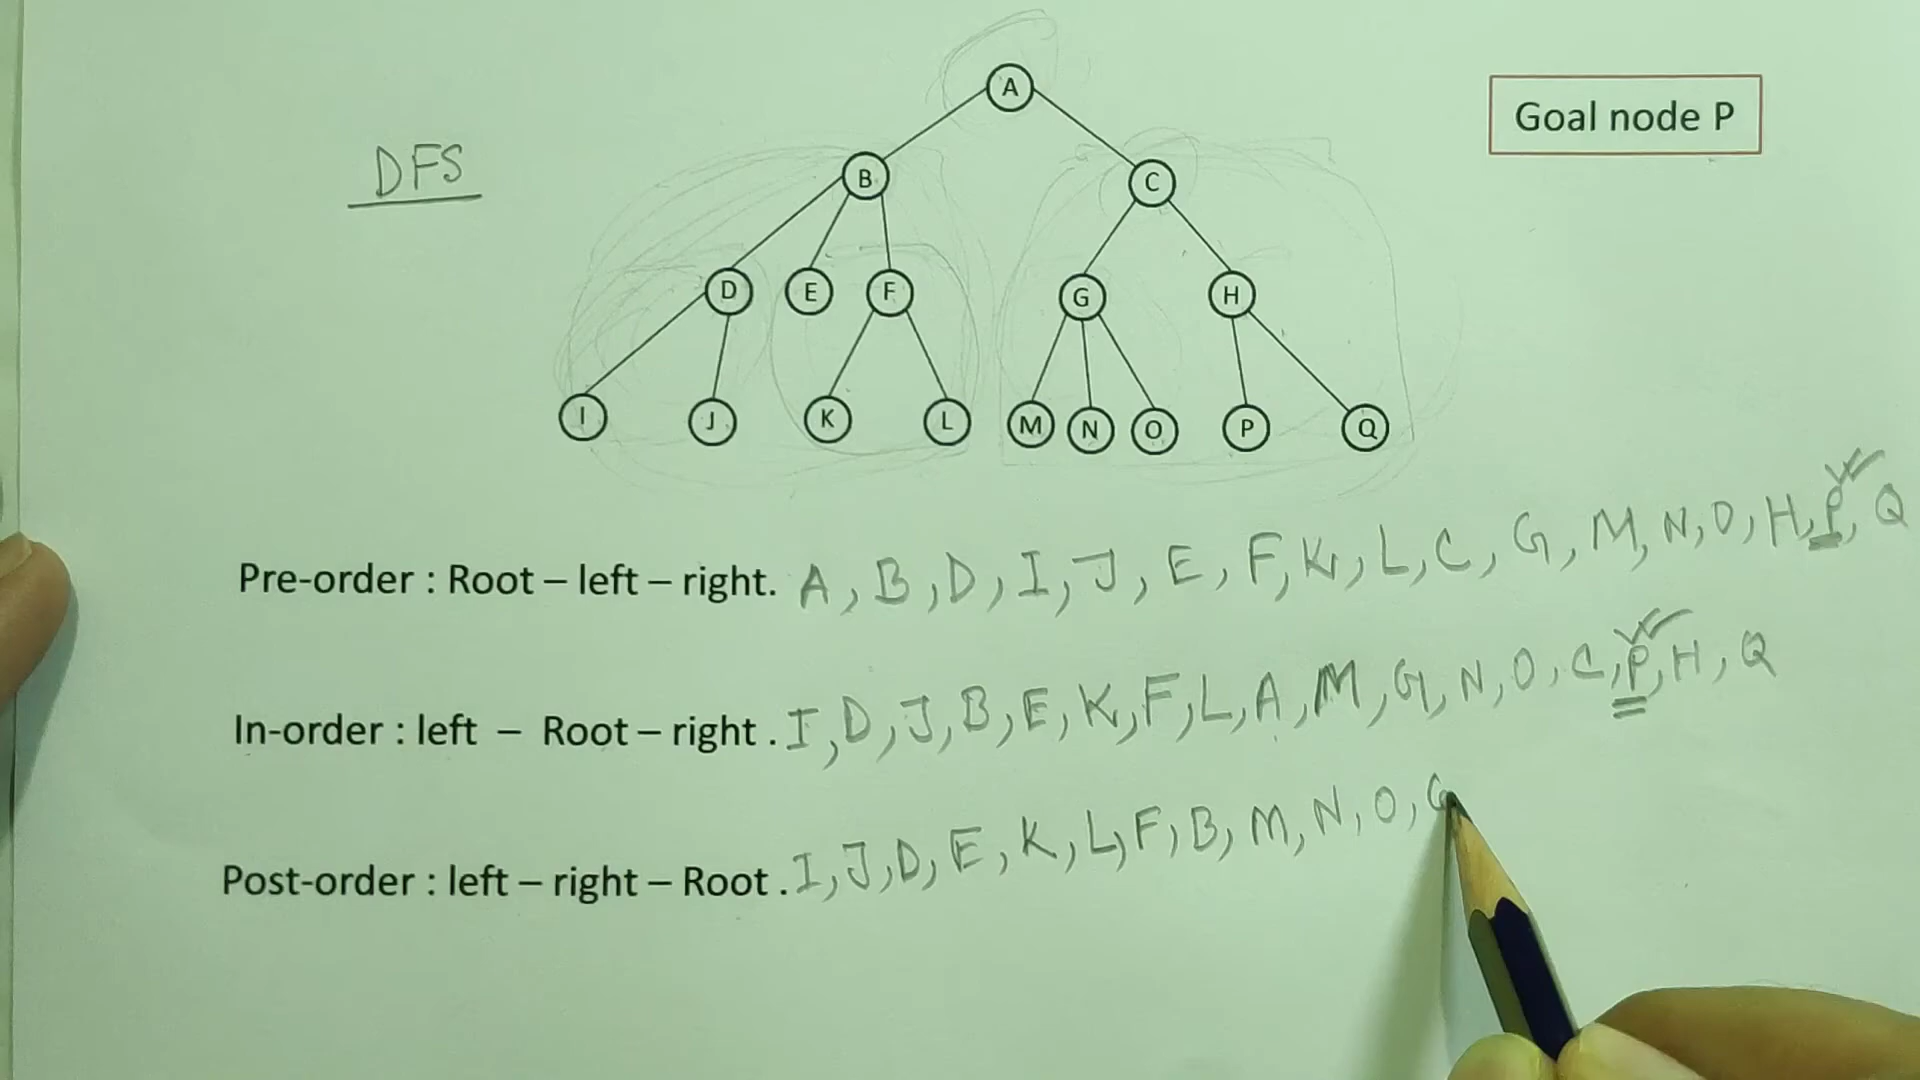 A
Goal node P
DFS
B
C
D
E
F
G
H
I
J
K
L
M
N
O
P
Q
Pre-order : Root – left – right. A, B, D, I, J, E, F, K, L, C, G, M, N, O, H, P, Q
In-order : left – Root – right . I, D, J, B, E, K, F, L, A, M, G, N, O, C, P, H, Q
Post-order : left – right – Root . I, J, D, E, K, L, F, B, M, N, O, G